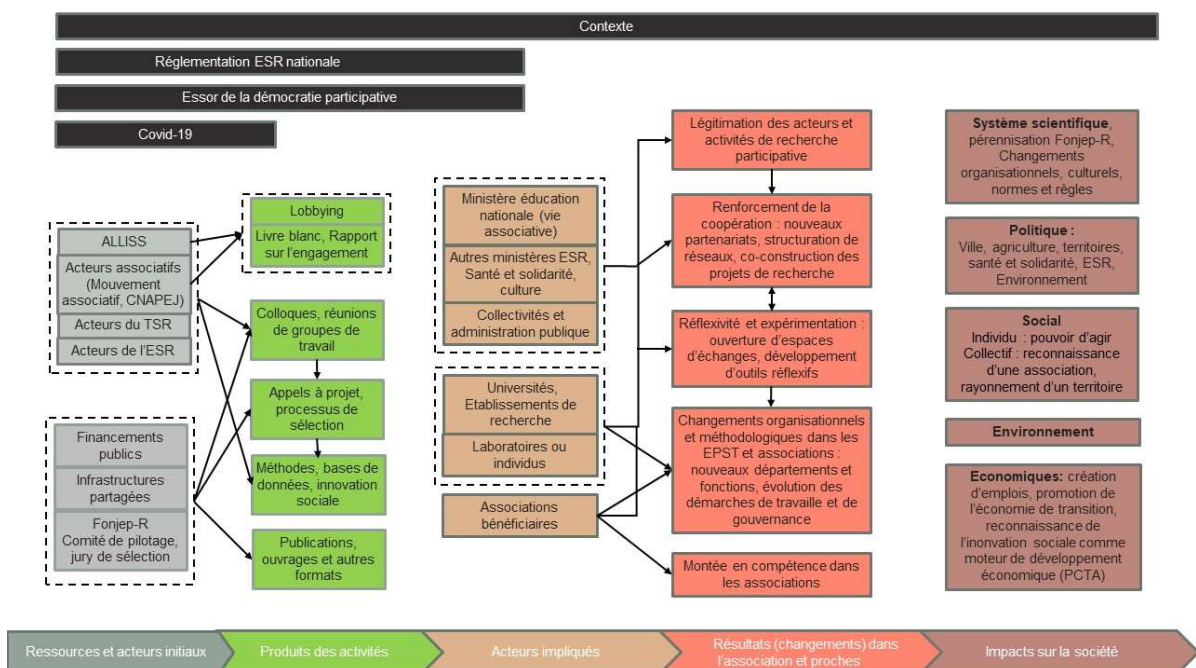 Contexte
Réglementation ESR nationale
Essor de la démocratie participative
Covid-19
ALLISS
Acteurs associatifs
(Mouvement
associatif, CNAPEJ)
Acteurs du TSR
Acteurs de l'ESR
Financements
publics
Infrastructures
partagées
Fonjep-R
Comité de pilotage,
jury de sélection
Lobbying
Livre blanc, Rapport
sur l'engagement
Colloques, réunions
de groupes de
travail
Appels à projet,
processus de
sélection
Méthodes, bases de
données, innovation
sociale
Publications,
ouvrages et autres
formats
Ministère éducation
nationale (vie
associative)
Autres ministères ESR,
Santé et solidarité,
culture
Collectivités et
administration publique
Universités,
Etablissements de
recherche
Laboratoires ou
individus
Associations
bénéficiaires
Légitimation des acteurs et
activités de recherche
participative
Renforcement de la
coopération : nouveaux
partenariats, structuration de
réseaux, co-construction des
projets de recherche
Réflexivité et expérimentation :
ouverture d'espaces
d'échanges, développement
d'outils réflexifs
Changements organisationnels
et méthodologiques dans les
EPST et associations :
nouveaux départements et
fonctions, évolution des
démarches de travaille et de
gouvernance
Montée en compétence dans
les associations
Système scientifique,
pérennisation Fonjep-R,
Changements
organisationnels, culturels,
normes et règles
Politique :
Ville, agriculture, territoires,
santé et solidarité, ESR,
Environnement
Social
Individu : pouvoir d'agir
Collectif : reconnaissance
d'une association,
rayonnement d'un territoire
Environnement
Economiques: création
d'emplois, promotion de
l'économie de transition,
reconnaissance de
l'inonvation sociale comme
moteur de développement
économique (PCTA)
Ressources et acteurs initiaux
Produits des activités
Acteurs impliqués
Résultats (changements) dans
l'association et proches
Impacts sur la société